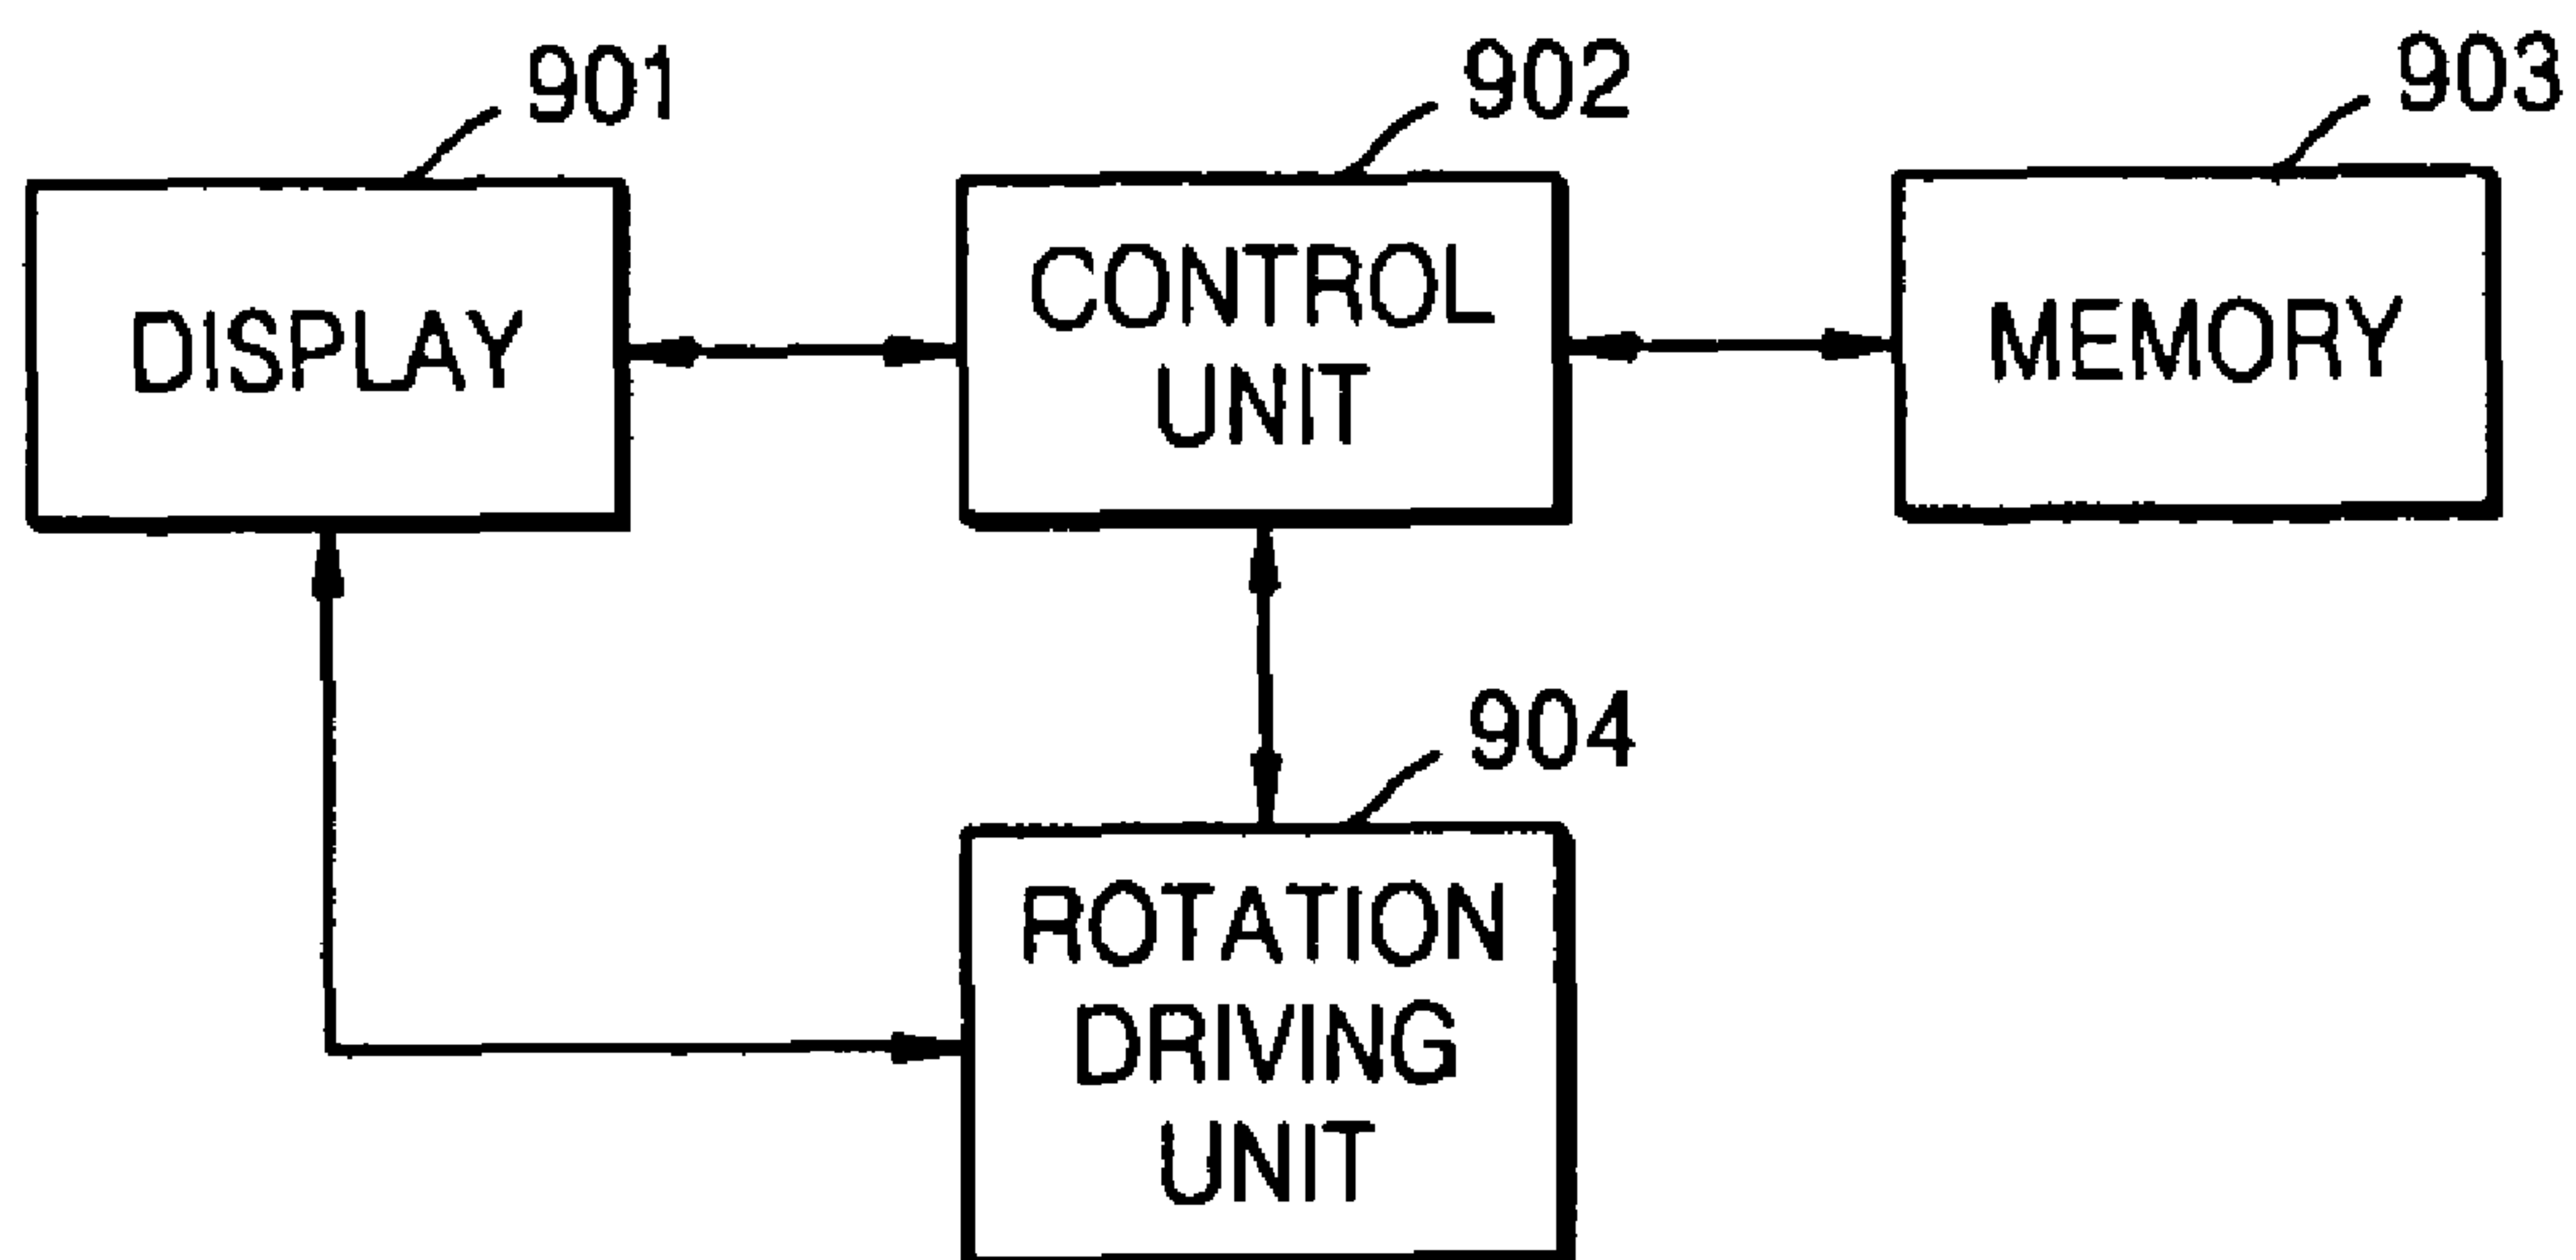 901
902
903
DISPLAY
CONTROL
UNIT
MEMORY
904
ROTATION
DRIVING
UNIT